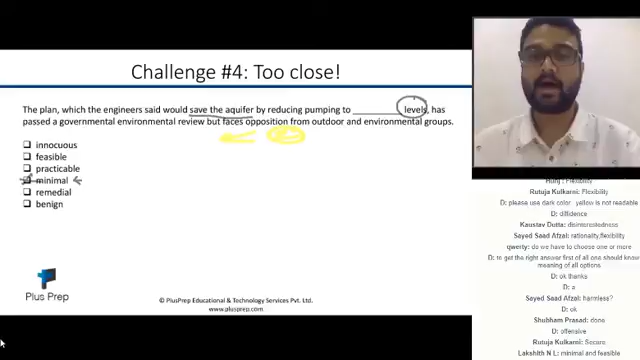 Challenge #4: Too close!
The plan, which the engineers said would save the aquifer by reducing pumping to __________ levels, has
passed a governmental environmental review but faces opposition from outdoor and environmental groups.
innocuous
feasible
practicable
minimal
remedial
benign
Plus Prep
© PlusPrep Educational & Technology Services Pvt. Ltd.
www.plusprep.com
Flexibility
Rutuja Kulkarni: Flexibility
D: please use dark color yellow is not readable
D: diffidence
Kaustav Dutta: disinterestedness
Sayed Saad Afzal: rationality,flexibility
qwerty: do we have to choose one or more
D: to get the right answer first of all one should know
meaning of all options
D: ok thanks
D: a
Sayed Saad Afzal: harmless?
D: ok
Shubham Prasad: done
D: offensive
Rutuja Kulkarni: Secure
Lakshith N L: minimal and feasible